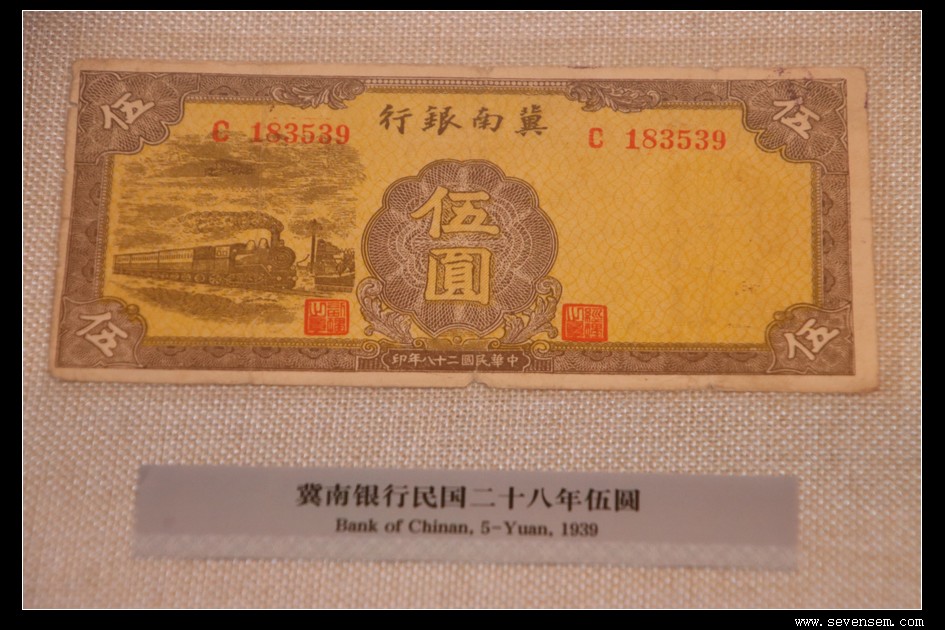 冀南銀行
C 183539
C 183539
伍
伍
伍圓
伍
伍
中華民國二十八年印
冀南银行民国二十八年伍圆
Bank of Chinan, 5-Yuan, 1939
www.sevensem.com